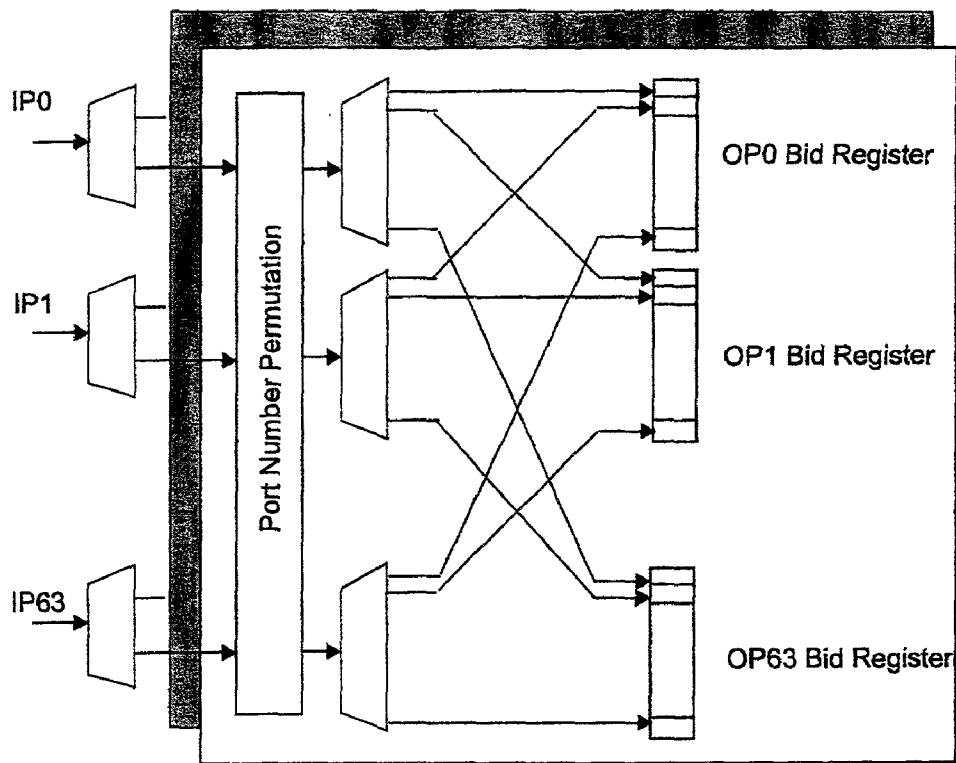 IP0
OP0 Bid Register
IP1
OP1 Bid Register
Port Number Permutation
IP63
OP63 Bid Register